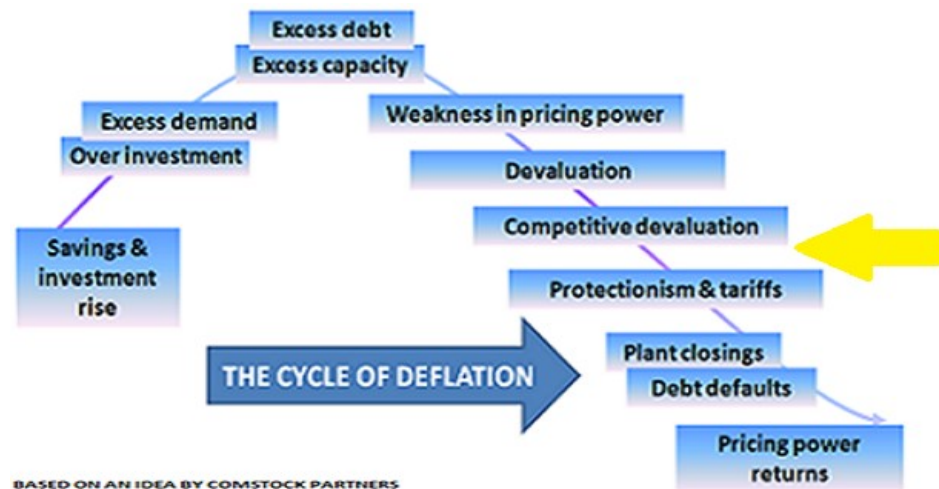 Excess debt
Excess capacity
Excess demand
Over investment
Savings &
investment
rise
Weakness in pricing power
Devaluation
Competitive devaluation
Protectionism & tariffs
Plant closings
Debt defaults
Pricing power
returns
THE CYCLE OF DEFLATION
BASED ON AN IDEA BY COMSTOCK PARTNERS